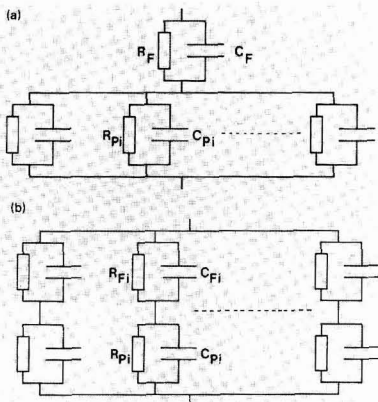 (a)
R_F C_F
R_Pi C_Pi
(b)
R_Fi C_Fi
R_Pi C_Pi